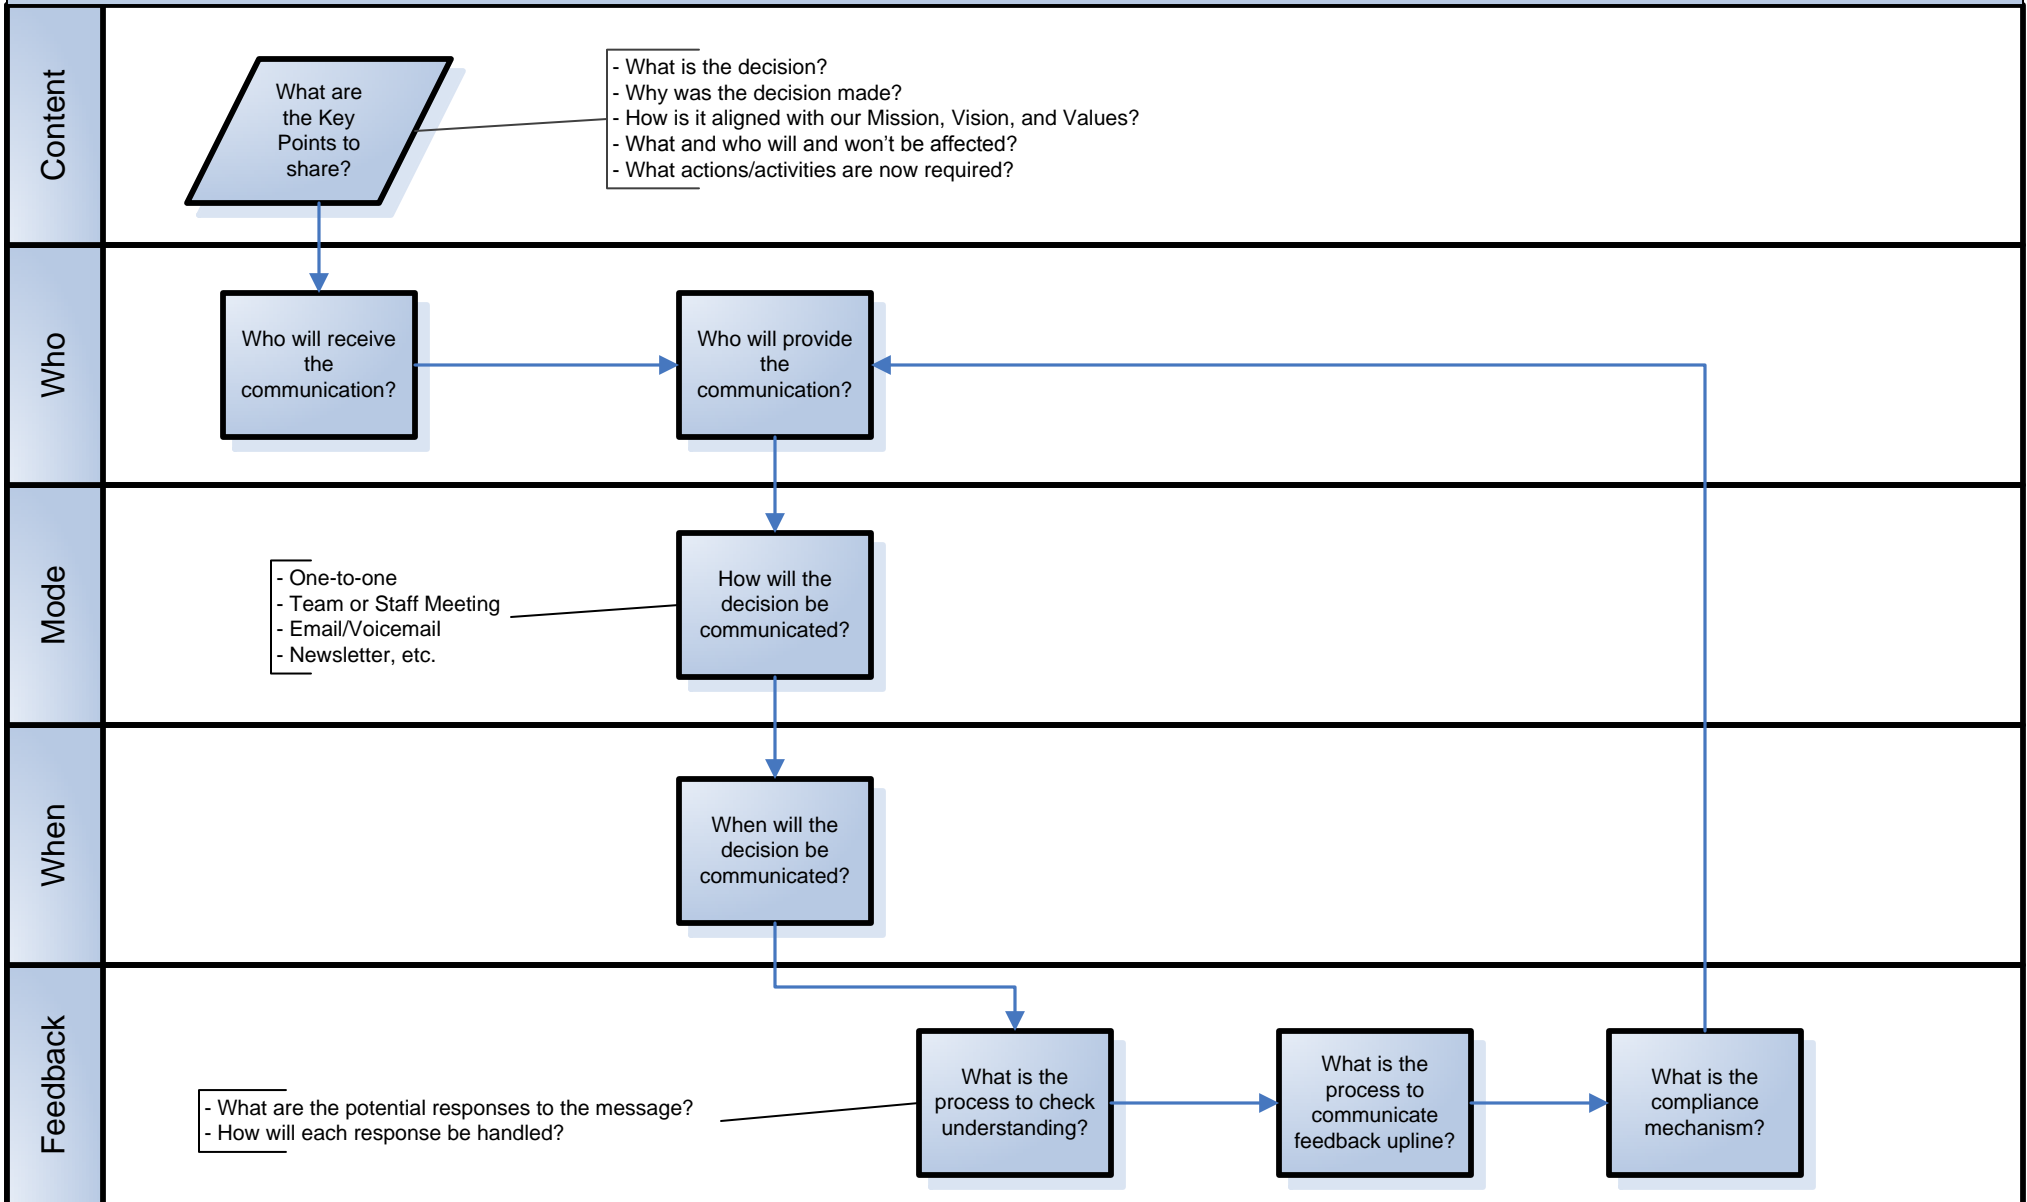 Content
What are
the Key
Points to
share?
- What is the decision?
- Why was the decision made?
- How is it aligned with our Mission, Vision, and Values?
- What and who will and won't be affected?
- What actions/activities are now required?
Who
Who will receive
the
communication?
Who will provide
the
communication?
Mode
- One-to-one
- Team or Staff Meeting
- Email/Voicemail
- Newsletter, etc.
How will the
decision be
communicated?
When
When will the
decision be
communicated?
Feedback
- What are the potential responses to the message?
- How will each response be handled?
What is the
process to check
understanding?
What is the
process to
communicate
feedback upline?
What is the
compliance
mechanism?